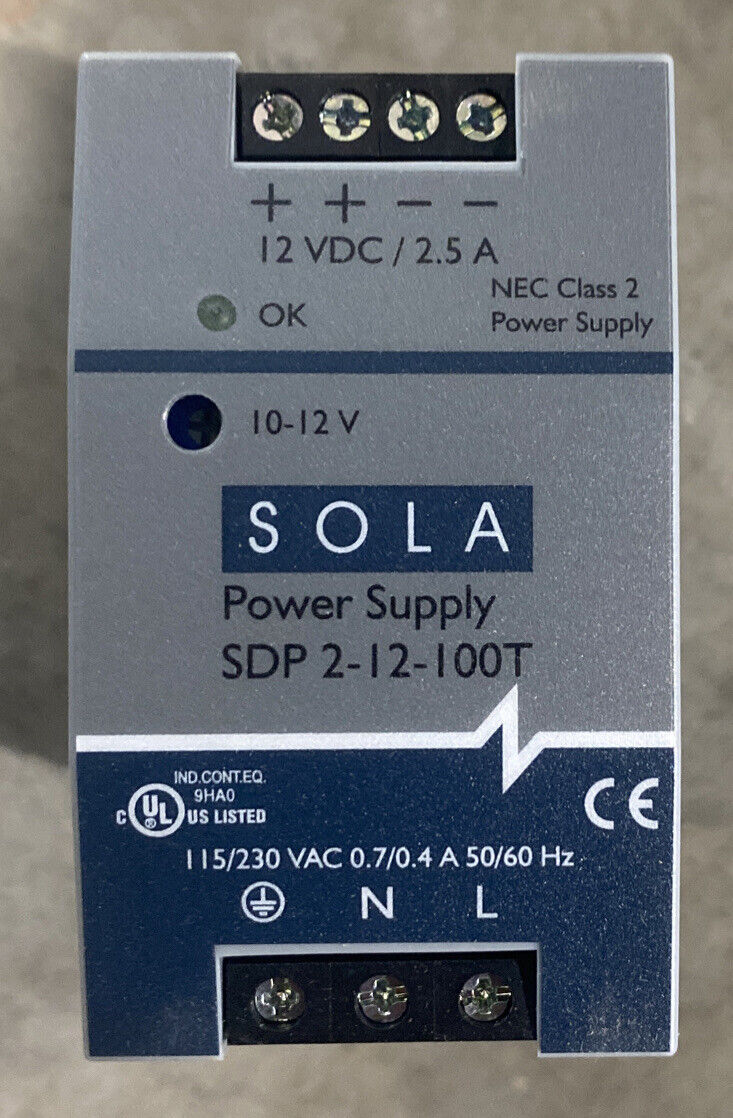 + + − −
12 VDC / 2.5 A
NEC Class 2
Power Supply
OK
10-12 V
SOLA
Power Supply
SDP 2-12-100T
IND.CONT.EQ.
9HA0
C UL ® US LISTED
CE
115/230 VAC 0.7/0.4 A 50/60 Hz
N L